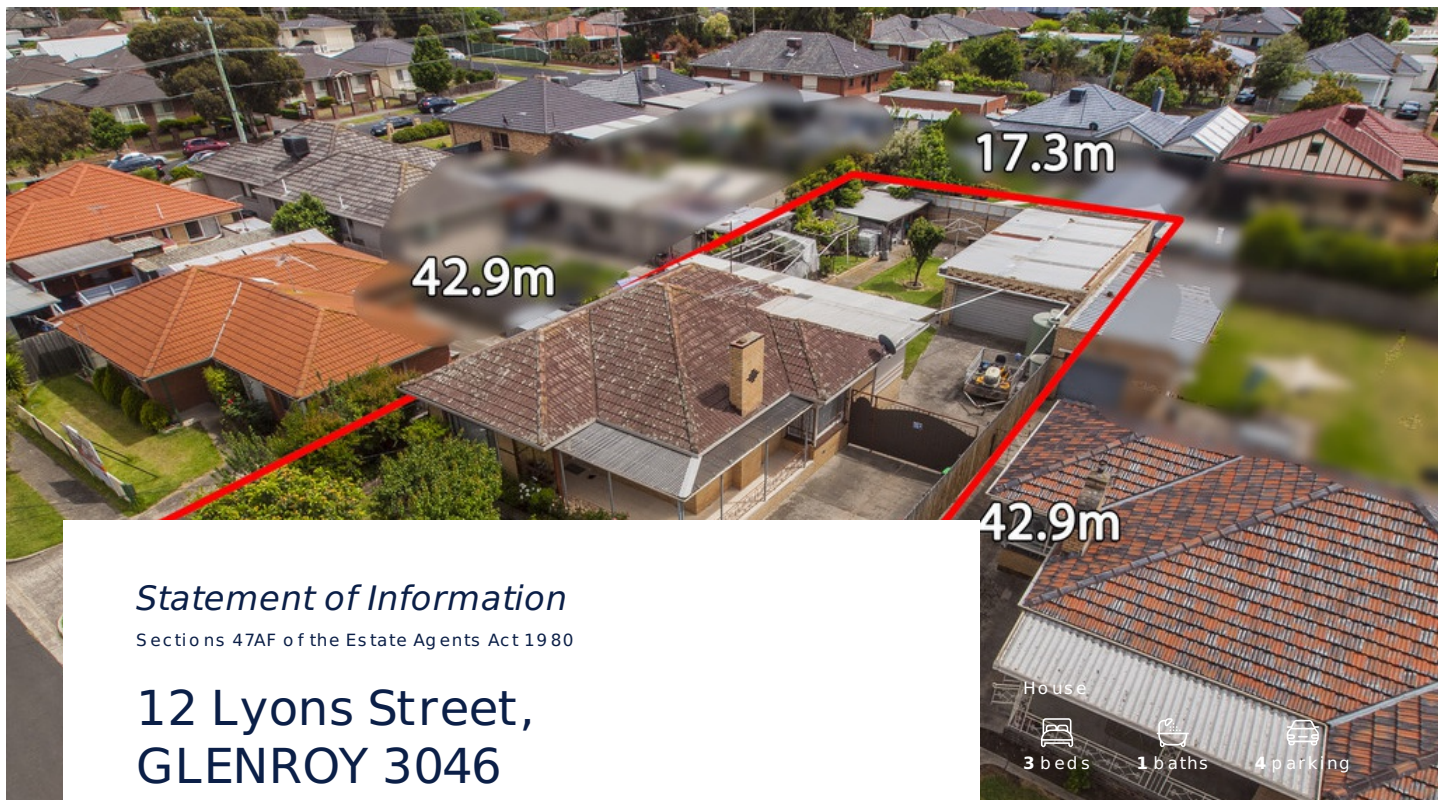 17.3m
42.9m
42.9m
Statement of Information
Sections 47AF of the Estate Agents Act 1980
12 Lyons Street,
GLENROY 3046
House
3 beds 1 baths 4 parking